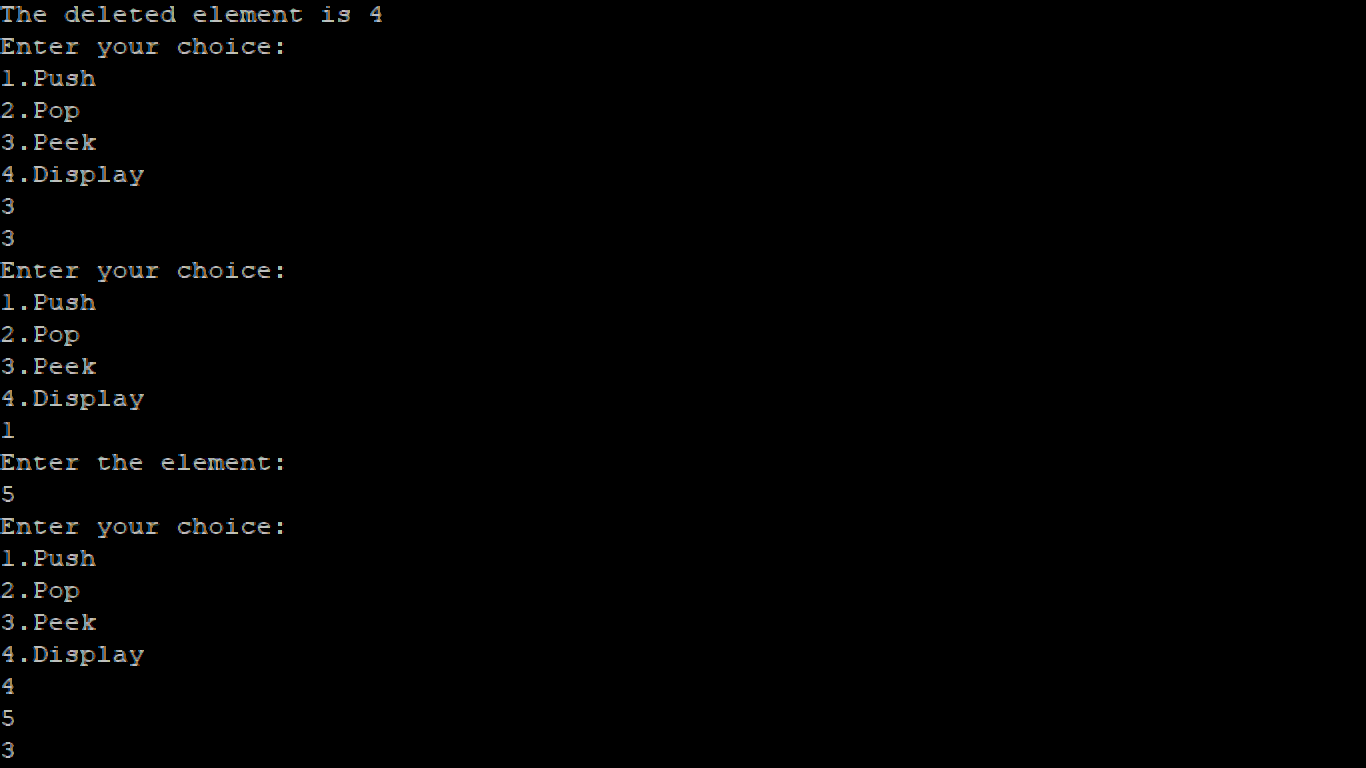 The deleted element is 4
Enter your choice:
1.Push
2.Pop
3.Peek
4.Display
3
3
Enter your choice:
1.Push
2.Pop
3.Peek
4.Display
1
Enter the element:
5
Enter your choice:
1.Push
2.Pop
3.Peek
4.Display
4
5
3